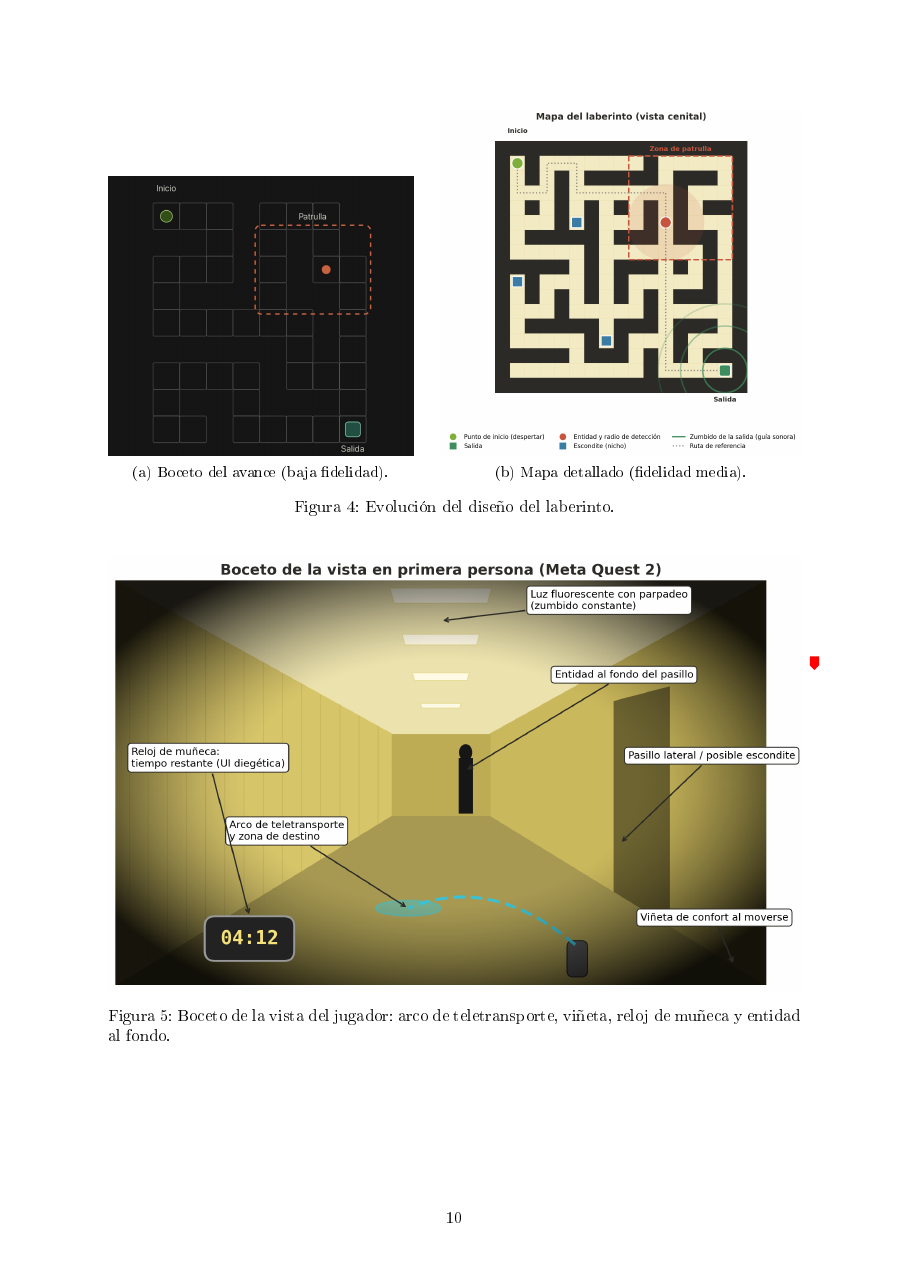 Inicio
Patrulla
Salida
(a) Boceto del avance (baja fidelidad).
Mapa del laberinto (vista cenital)
Inicio
Zona de patrulla
Salida
Punto de inicio (despertar)
Salida
Entidad y radio de detección
Escondite (nicho)
Zumbido de la salida (guía sonora)
Ruta de referencia
(b) Mapa detallado (fidelidad media).
Figura 4: Evolución del diseño del laberinto.
Boceto de la vista en primera persona (Meta Quest 2)
Luz fluorescente con parpadeo
(zumbido constante)
Entidad al fondo del pasillo
Reloj de muñeca:
tiempo restante (UI diegética)
Pasillo lateral / posible escondite
Arco de teletransporte
y zona de destino
Viñeta de confort al moverse
04:12
Figura 5: Boceto de la vista del jugador: arco de teletransporte, viñeta, reloj de muñeca y entidad
al fondo.
10